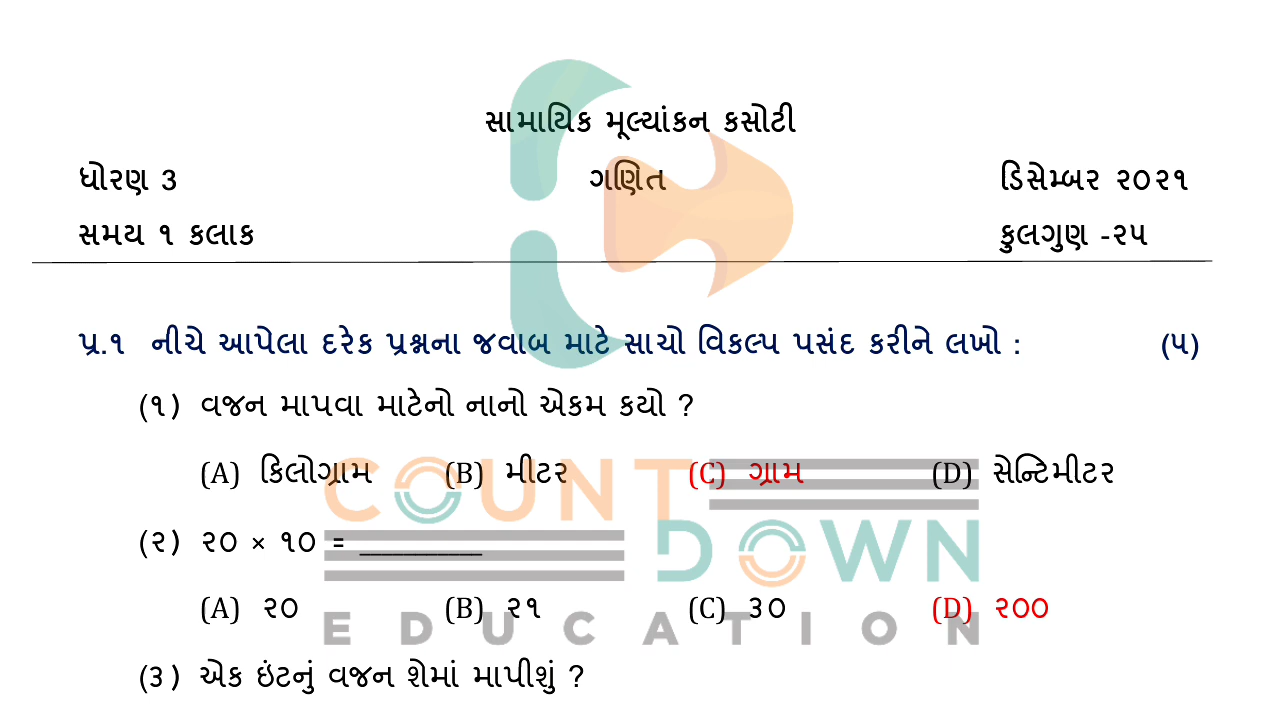 સામાયિક મૂલ્યાંકન કસોટી
ધોરણ 3 ગણિત ડિસેમ્બર ૨૦૨૧
સમય ૧ કલાક કુલગુણ -૨૫
પ્ર.૧ નીચે આપેલા દરેક પ્રશ્નના જવાબ માટે સાચો વિકલ્પ પસંદ કરીને લખો : (૫)
(૧) વજન માપવા માટેનો નાનો એકમ કયો ?
(A) કિલોગ્રામ (B) મીટર (C) ગ્રામ (D) સેન્ટિમીટર
COUNT
(૨) ૨૦ × ૧૦ = ___________
DOWN
(A) ૨૦ (B) ૨૧ (C) ૩૦ (D) ૨૦૦
EDUCATION
(૩) એક ઇંટનું વજન શેમાં માપીશું ?